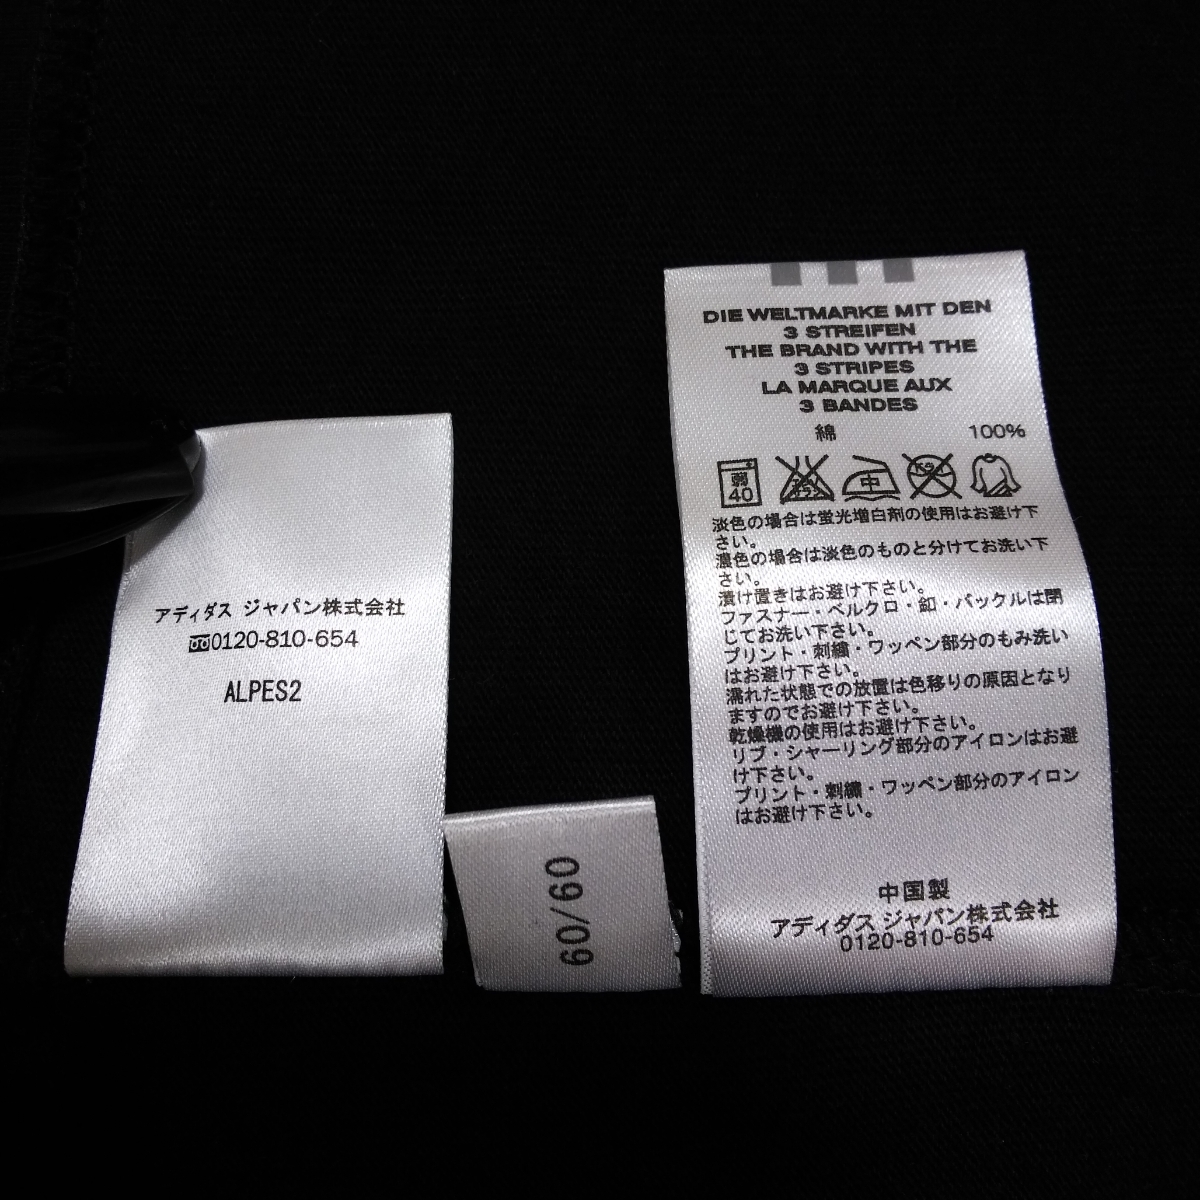 アディダス ジャパン株式会社
0120-810-654
ALPES2
60/60
DIE WELTMARKE MIT DEN
3 STREIFEN
THE BRAND WITH THE
3 STRIPES
LA MARQUE AUX
3 BANDES
綿 100%
弱 40 エンソ サラシ 中 ドライ
淡色の場合は蛍光増白剤の使用はお避け下
さい。
濃色の場合は淡色のものと分けてお洗い下
さい。
漬け置きはお避け下さい。
ファスナー・ベルクロ・釦・バックルは閉
じてお洗い下さい。
プリント・刺繍・ワッペン部分のもみ洗い
はお避け下さい。
濡れた状態での放置は色移りの原因となり
ますのでお避け下さい。
乾燥機の使用はお避け下さい。
リブ・シャーリング部分のアイロンはお避
け下さい。
プリント・刺繍・ワッペン部分のアイロン
はお避け下さい。
中国製
アディダス ジャパン株式会社
0120-810-654